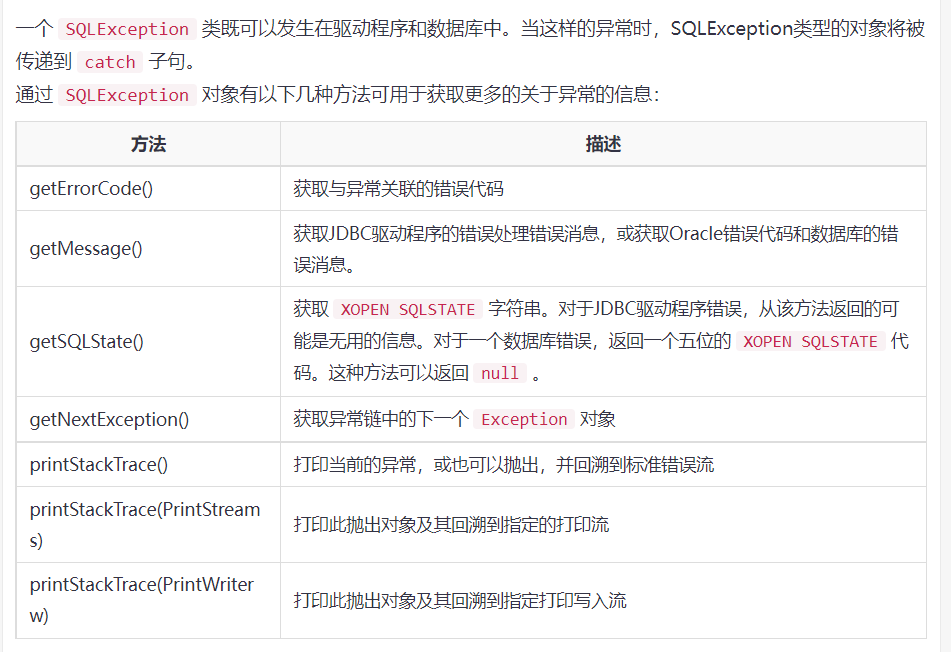 一个 SQLException 类既可以发生在驱动程序和数据库中。当这样的异常时，SQLException类型的对象将被
传递到 catch 子句。
通过 SQLException 对象有以下几种方法可用于获取更多的关于异常的信息：
方法 描述
getErrorCode() 获取与异常关联的错误代码
getMessage() 获取JDBC驱动程序的错误处理错误消息，或获取Oracle错误代码和数据库的错
误消息。
getSQLState() 获取 XOPEN SQLSTATE 字符串。对于JDBC驱动程序错误，从该方法返回的可
能是无用的信息。对于一个数据库错误，返回一个五位的 XOPEN SQLSTATE 代
码。这种方法可以返回 null 。
getNextException() 获取异常链中的下一个 Exception 对象
printStackTrace() 打印当前的异常，或也可以抛出，并回溯到标准错误流
printStackTrace(PrintStream
s) 打印此抛出对象及其回溯到指定的打印流
printStackTrace(PrintWriter
w) 打印此抛出对象及其回溯到指定打印写入流